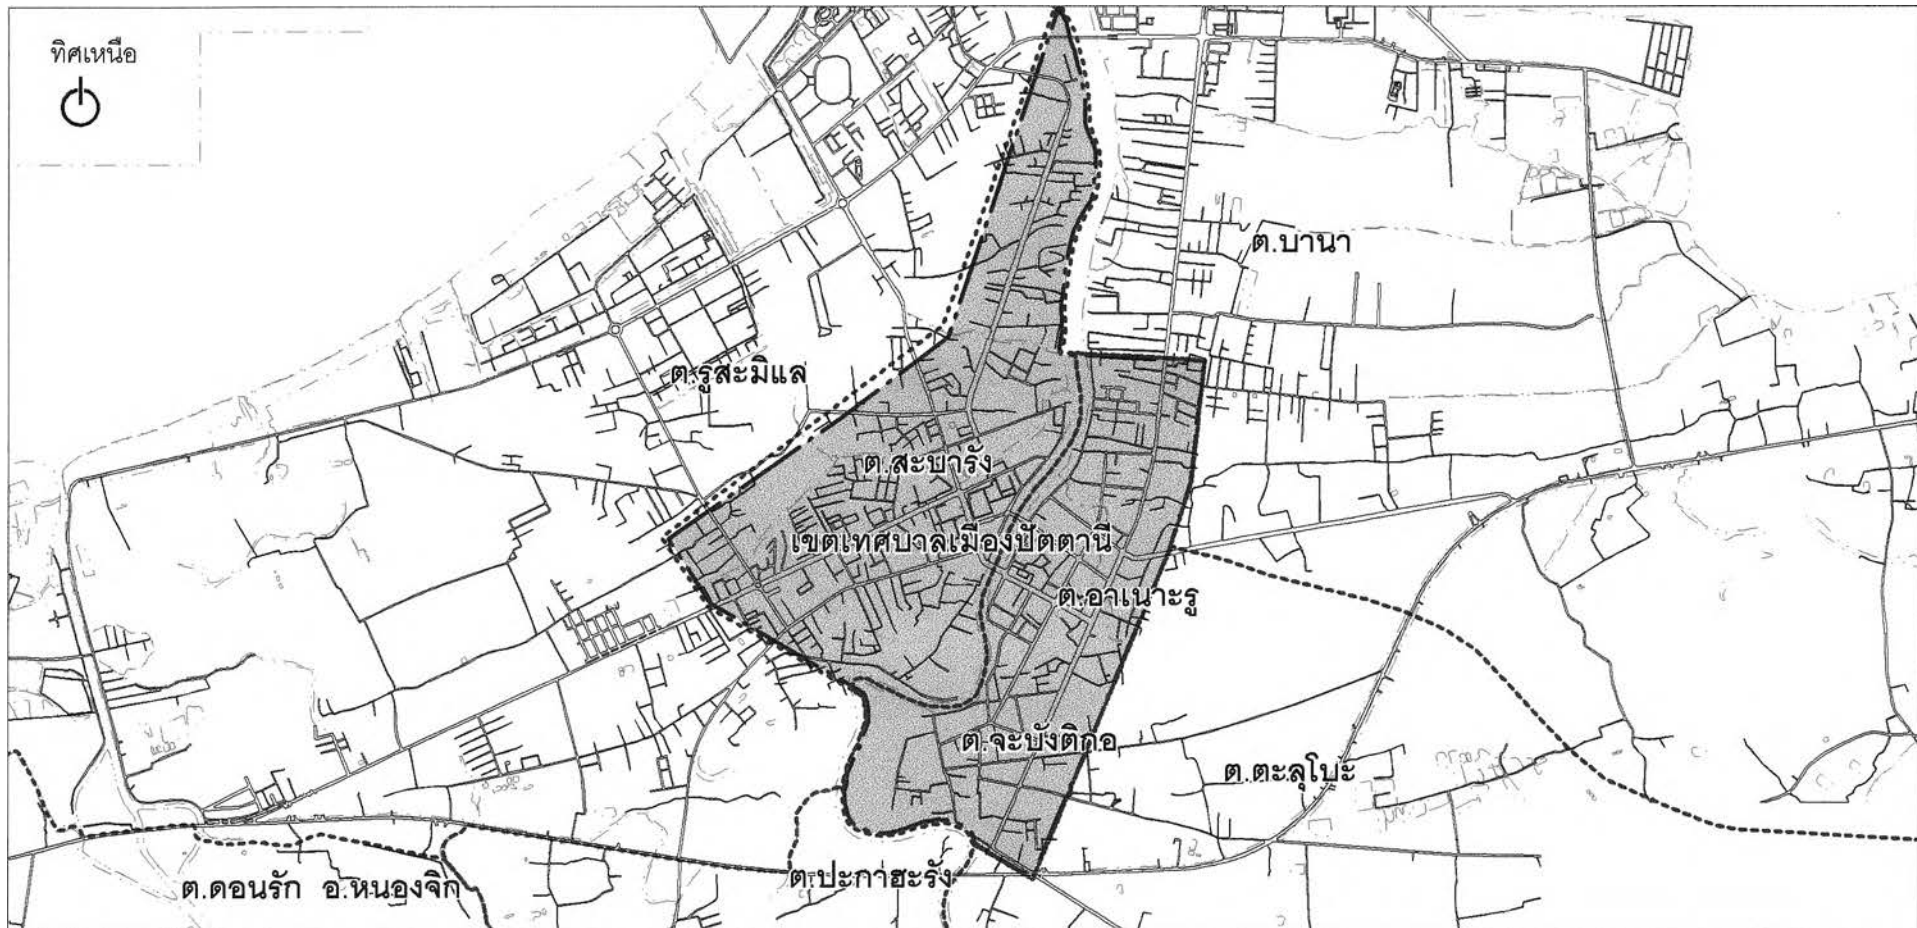 ทิศเหนือ
ต.บานา
ต.รูสะมิแล
ต.สะบารัง
เขตเทศบาลเมืองปัตตานี
ต.อาเนาะรู
ต.จะบังติกอ
ต.ตะลุโบะ
ต.ปะกาฮะรัง
ต.ดอนรัก อ.หนองจิก